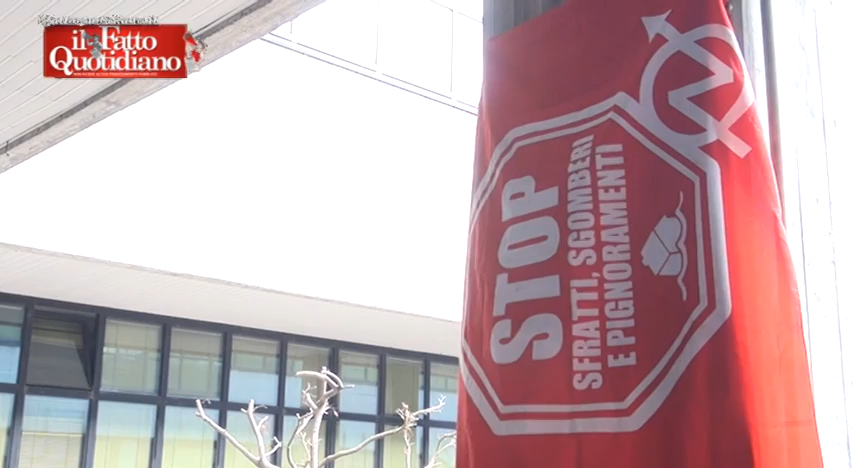 il Fatto
Quotidiano
STOP
SFRATTI, SGOMBERI
E PIGNORAMENTI